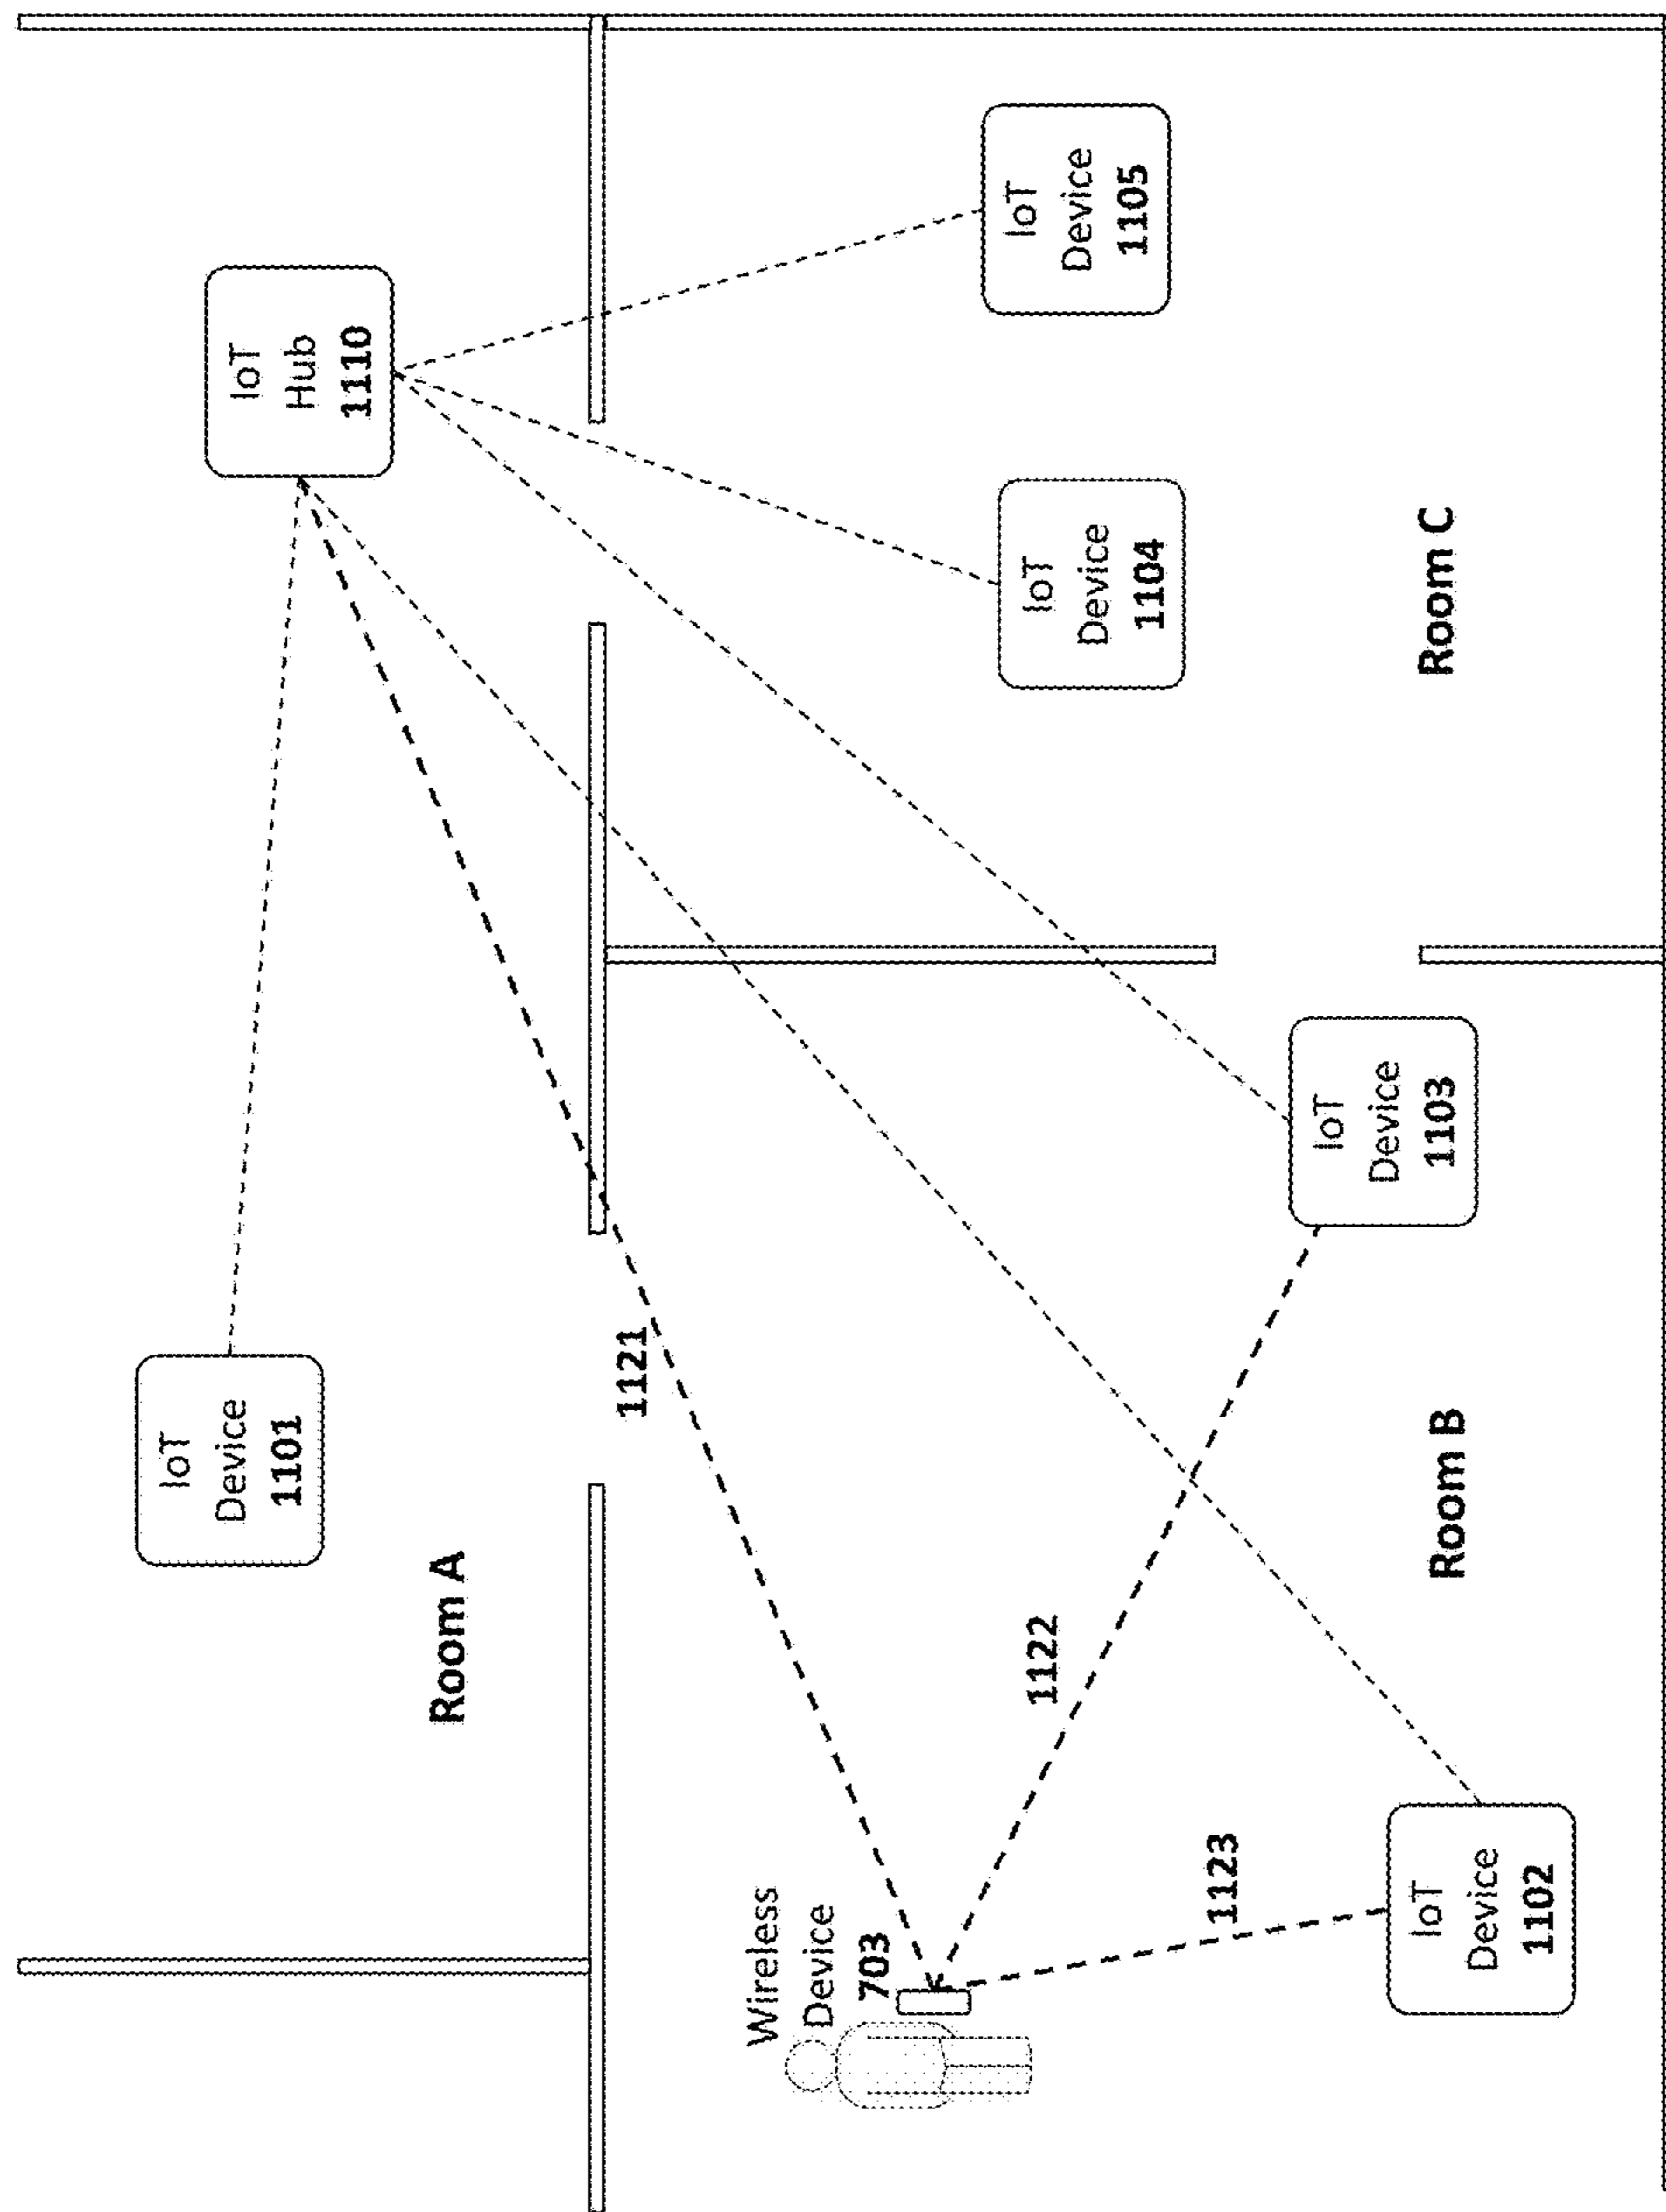 IoT
Device
1101
IoT
Hub
1110
Room A
1121
Wireless
Device
703
1122
IoT
Device
1104
IoT
Device
1105
1123
IoT
Device
1103
IoT
Device
1102
Room B
Room C